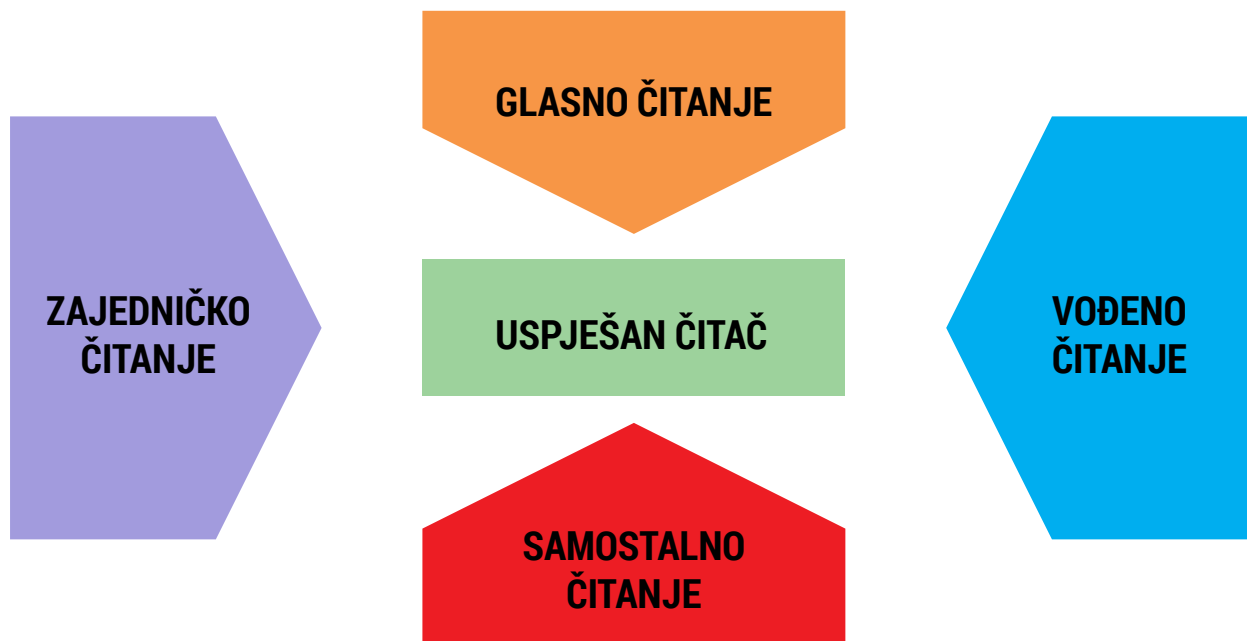 GLASNO ČITANJE
ZAJEDNIČKO
ČITANJE
USPJEŠAN ČITAČ
VOĐENO
ČITANJE
SAMOSTALNO
ČITANJE